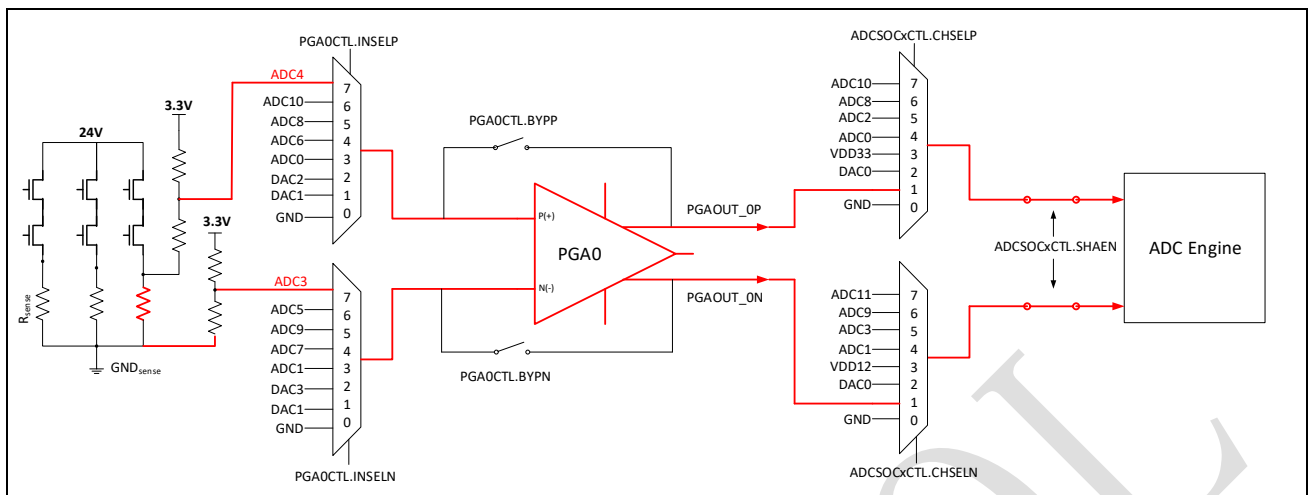 PGA0CTL.INSELP
ADCSOCxCTL.CHSELP
ADC4
7
ADC10
6
ADC8
5
ADC6
4
ADC0
3
DAC2
2
DAC1
1
GND
0
3.3V
24V
3.3V
Rsense
GNDsense
ADC3
7
ADC5
6
ADC9
5
ADC7
4
ADC1
3
DAC3
2
DAC1
1
GND
0
PGA0CTL.INSELN
PGA0CTL.BYPP
P(+)
PGA0
N(-)
PGA0CTL.BYPN
PGAOUT_0P
PGAOUT_0N
ADC10
7
ADC8
6
ADC2
5
ADC0
4
VDD33
3
DAC0
2
1
GND
0
ADC11
7
ADC9
6
ADC3
5
ADC1
4
VDD12
3
DAC0
2
1
GND
0
ADCSOCxCTL.CHSELN
ADCSOCxCTL.SHAEN
ADC Engine